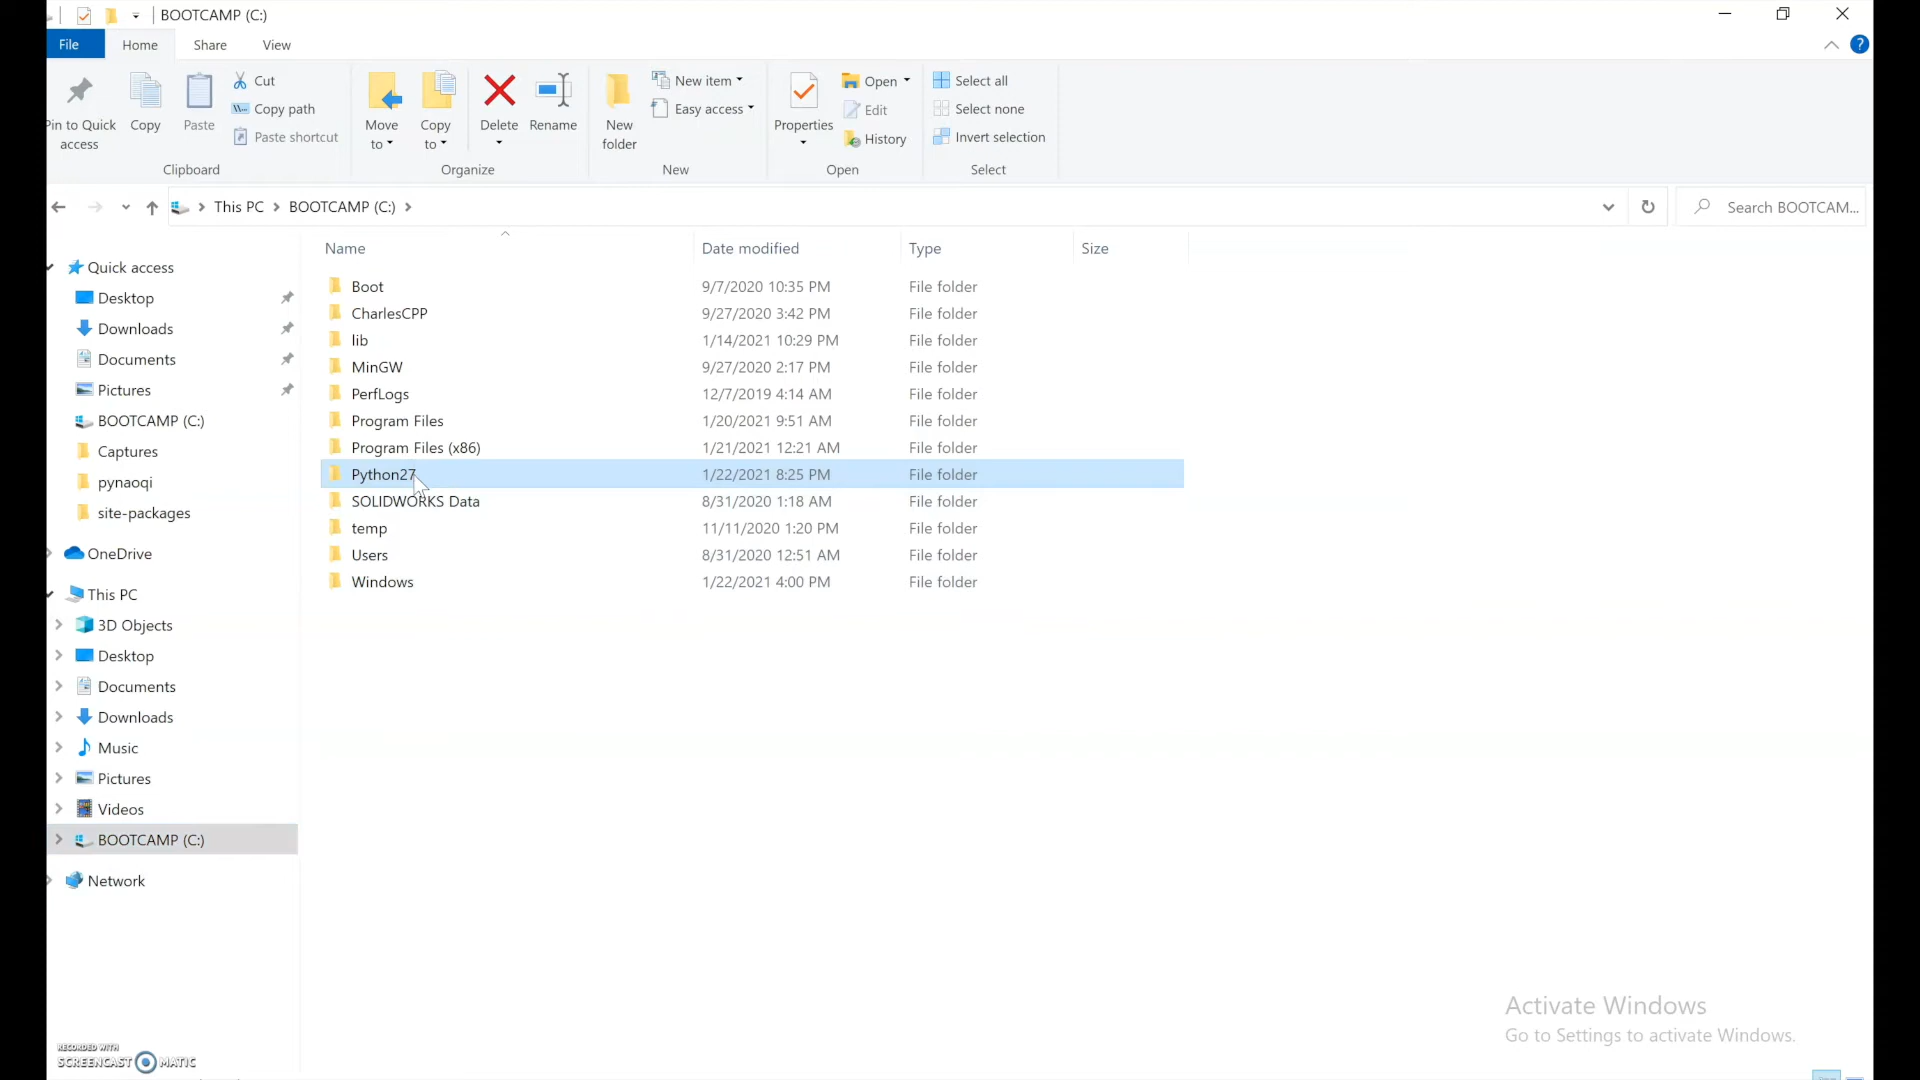 BOOTCAMP (C:)
File Home Share View
Pin to Quick access
Copy
Paste
Cut
Copy path
Paste shortcut
Clipboard
Move to
Copy to
Delete
Rename
Organize
New folder
New item
Easy access
New
Properties
Open
Edit
History
Open
Select all
Select none
Invert selection
Select
This PC > BOOTCAMP (C:) >
Search BOOTCAM...
Name Date modified Type Size
Boot 9/7/2020 10:35 PM File folder
CharlesCPP 9/27/2020 3:42 PM File folder
lib 1/14/2021 10:29 PM File folder
MinGW 9/27/2020 2:17 PM File folder
PerfLogs 12/7/2019 4:14 AM File folder
Program Files 1/20/2021 9:51 AM File folder
Program Files (x86) 1/21/2021 12:21 AM File folder
Python27 1/22/2021 8:25 PM File folder
SOLIDWORKS Data 8/31/2020 1:18 AM File folder
temp 11/11/2020 1:20 PM File folder
Users 8/31/2020 12:51 AM File folder
Windows 1/22/2021 4:00 PM File folder
Quick access
Desktop
Downloads
Documents
Pictures
BOOTCAMP (C:)
Captures
pynaoqi
site-packages
OneDrive
This PC
3D Objects
Desktop
Documents
Downloads
Music
Pictures
Videos
BOOTCAMP (C:)
Network
Activate Windows
Go to Settings to activate Windows.
RECORDED WITH
SCREENCAST MATIC